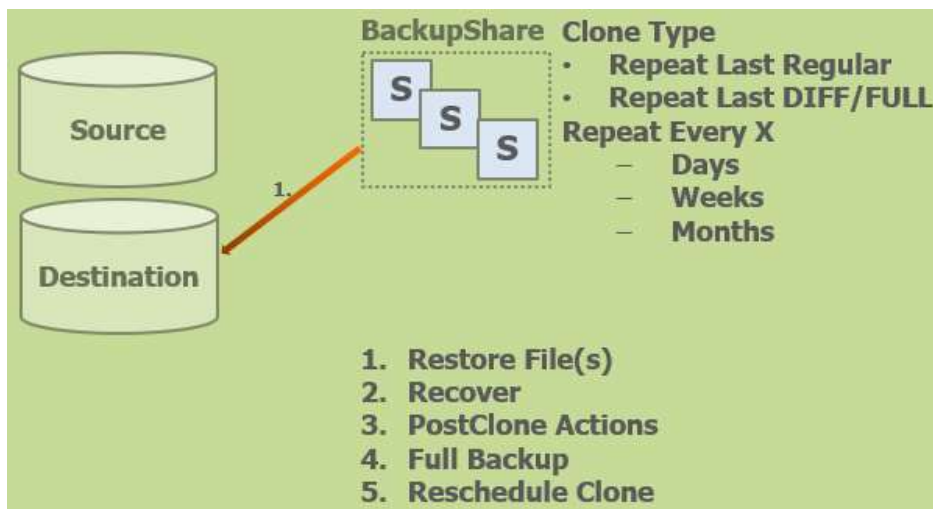 BackupShare
Clone Type
• Repeat Last Regular
• Repeat Last DIFF/FULL
Repeat Every X
– Days
– Weeks
– Months
S
S
S
Source
1.
Destination
1. Restore File(s)
2. Recover
3. PostClone Actions
4. Full Backup
5. Reschedule Clone